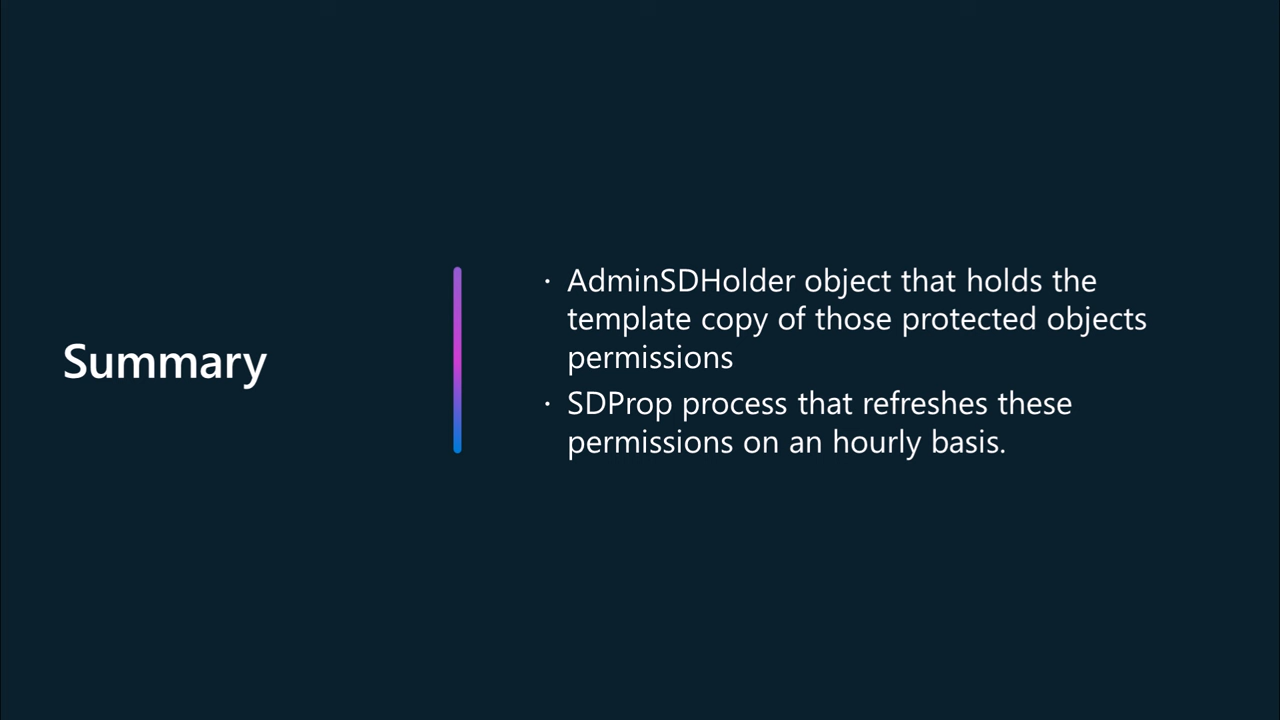 Summary
· AdminSDHolder object that holds the
template copy of those protected objects
permissions
· SDProp process that refreshes these
permissions on an hourly basis.